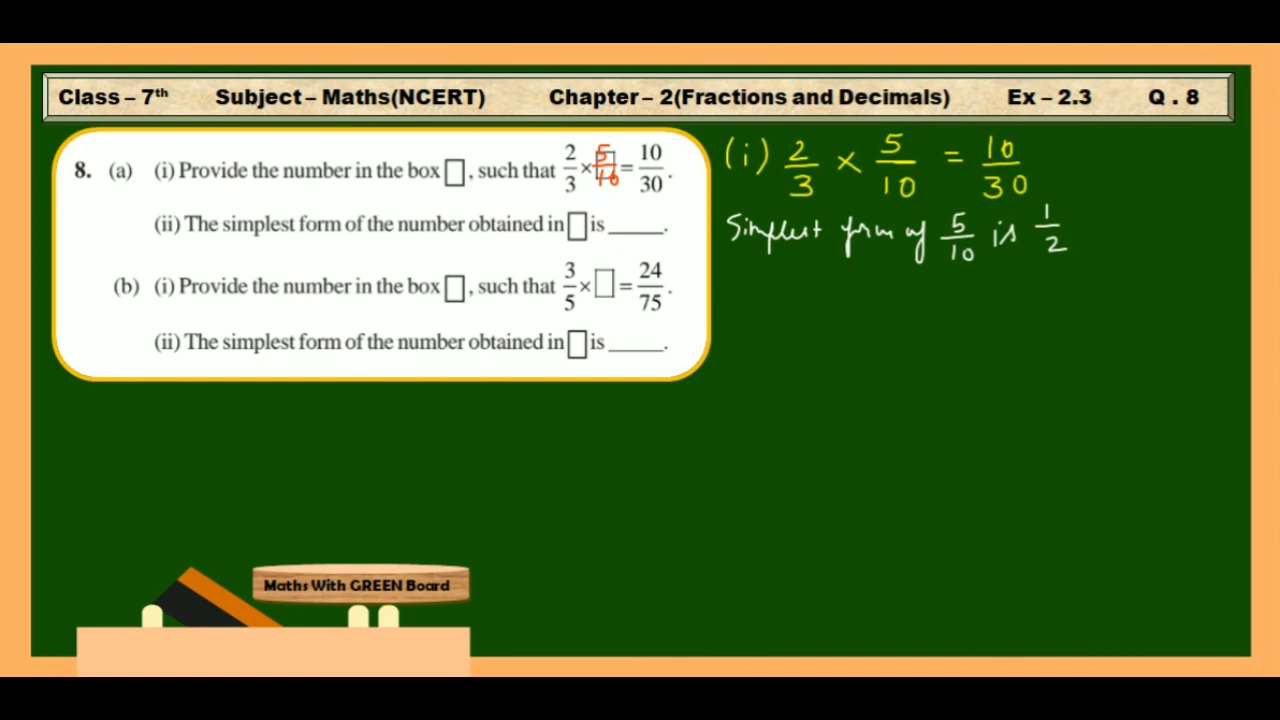 Class – 7th Subject – Maths(NCERT) Chapter – 2(Fractions and Decimals) Ex – 2.3 Q . 8
8. (a) (i) Provide the number in the box □, such that 2/3 × 5/10 = 10/30.
(ii) The simplest form of the number obtained in □ is _____.
(b) (i) Provide the number in the box □, such that 3/5 × □ = 24/75.
(ii) The simplest form of the number obtained in □ is _____.
(i) 2/3 × 5/10 = 10/30
Simplest form of 5/10 is 1/2
Maths With GREEN Board